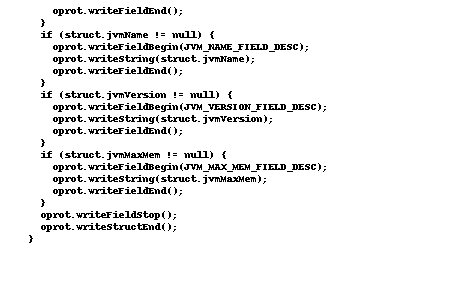 oprot.writeFieldEnd();
    }
    if (struct.jvmName != null) {
      oprot.writeFieldBegin(JVM_NAME_FIELD_DESC);
      oprot.writeString(struct.jvmName);
      oprot.writeFieldEnd();
    }
    if (struct.jvmVersion != null) {
      oprot.writeFieldBegin(JVM_VERSION_FIELD_DESC);
      oprot.writeString(struct.jvmVersion);
      oprot.writeFieldEnd();
    }
    if (struct.jvmMaxMem != null) {
      oprot.writeFieldBegin(JVM_MAX_MEM_FIELD_DESC);
      oprot.writeString(struct.jvmMaxMem);
      oprot.writeFieldEnd();
    }
    oprot.writeFieldStop();
    oprot.writeStructEnd();
  }